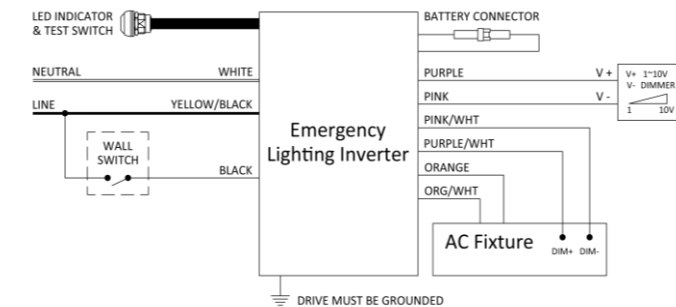 LED INDICATOR
& TEST SWITCH
BATTERY CONNECTOR
NEUTRAL
WHITE
PURPLE
V +
V+ 1~10V
V- DIMMER
1 10V
LINE
YELLOW/BLACK
PINK
V -
PINK/WHT
Emergency
Lighting Inverter
WALL
SWITCH
PURPLE/WHT
BLACK
ORANGE
ORG/WHT
AC Fixture
DIM+ DIM-
DRIVE MUST BE GROUNDED